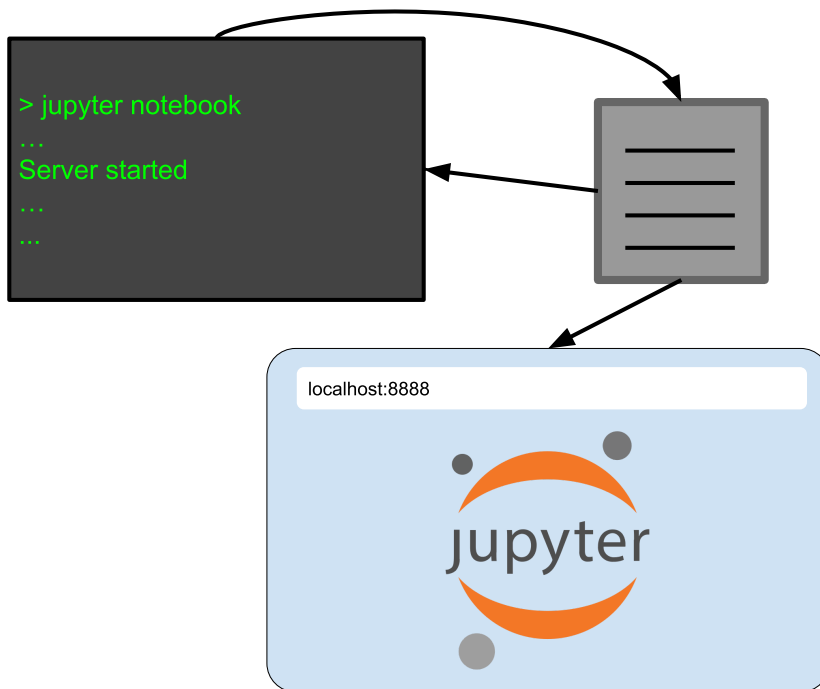 > jupyter notebook
…
Server started
…
...
localhost:8888
jupyter